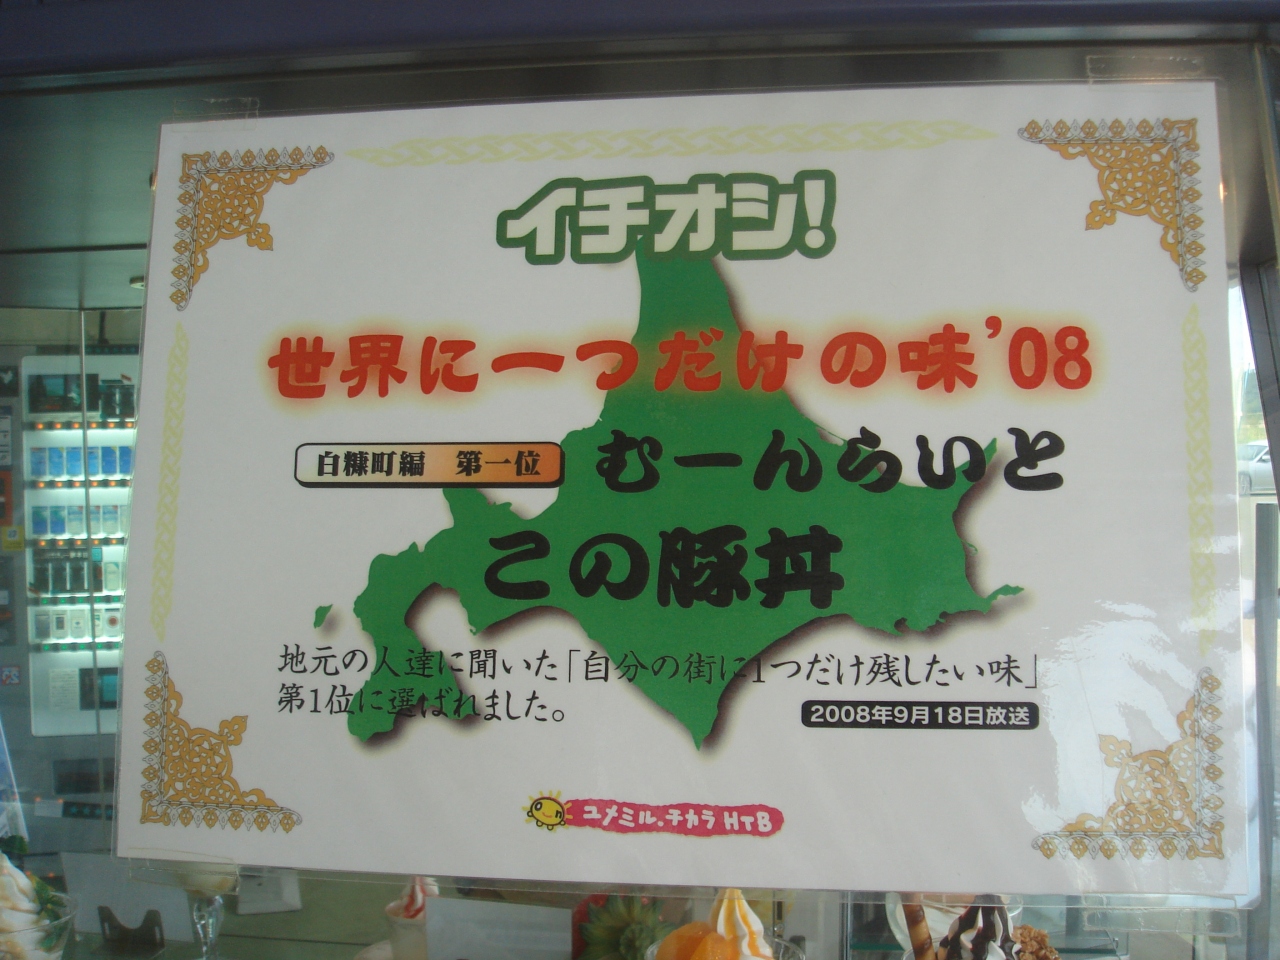 イチオシ!
世界に一つだけの味'08
白糠町編 第一位 むーんらいと
この豚丼
地元の人達に聞いた「自分の街に1つだけ残したい味」
第1位に選ばれました。
2008年9月18日放送
ユメミル、チカラ HTB